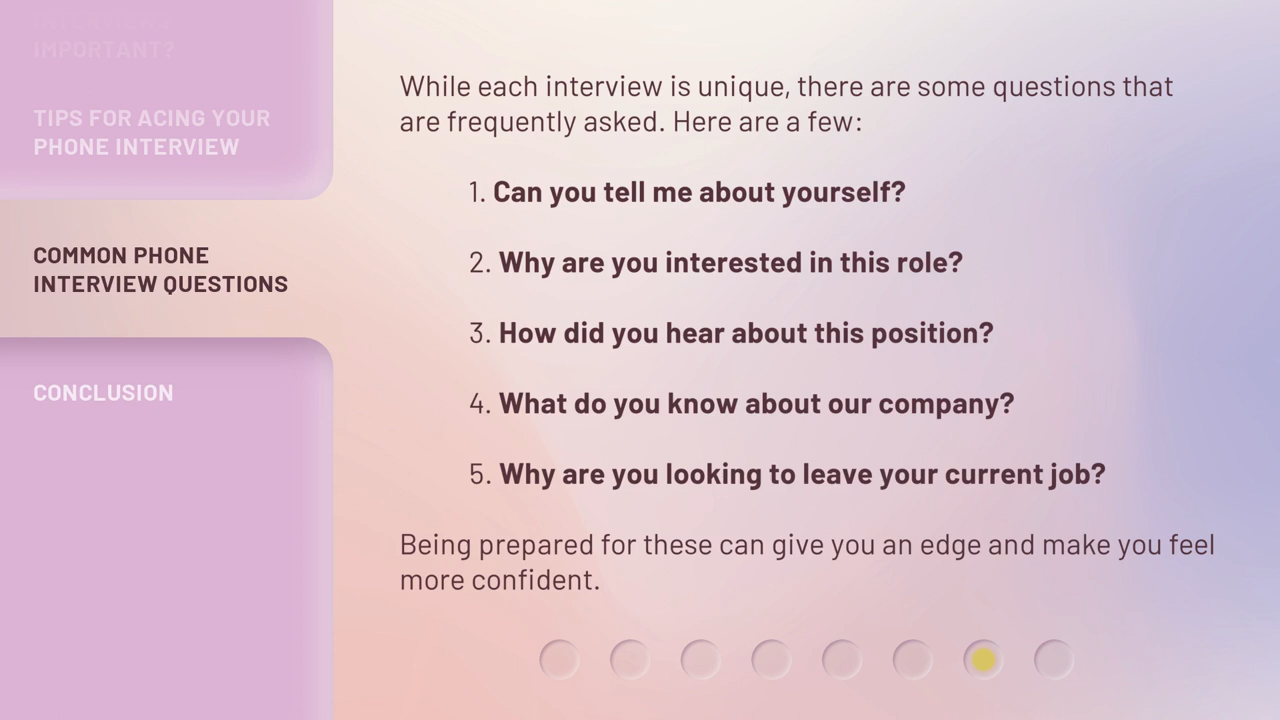 IMPORTANT?
TIPS FOR ACING YOUR
PHONE INTERVIEW
COMMON PHONE
INTERVIEW QUESTIONS
CONCLUSION
While each interview is unique, there are some questions that
are frequently asked. Here are a few:
1. Can you tell me about yourself?
2. Why are you interested in this role?
3. How did you hear about this position?
4. What do you know about our company?
5. Why are you looking to leave your current job?
Being prepared for these can give you an edge and make you feel
more confident.